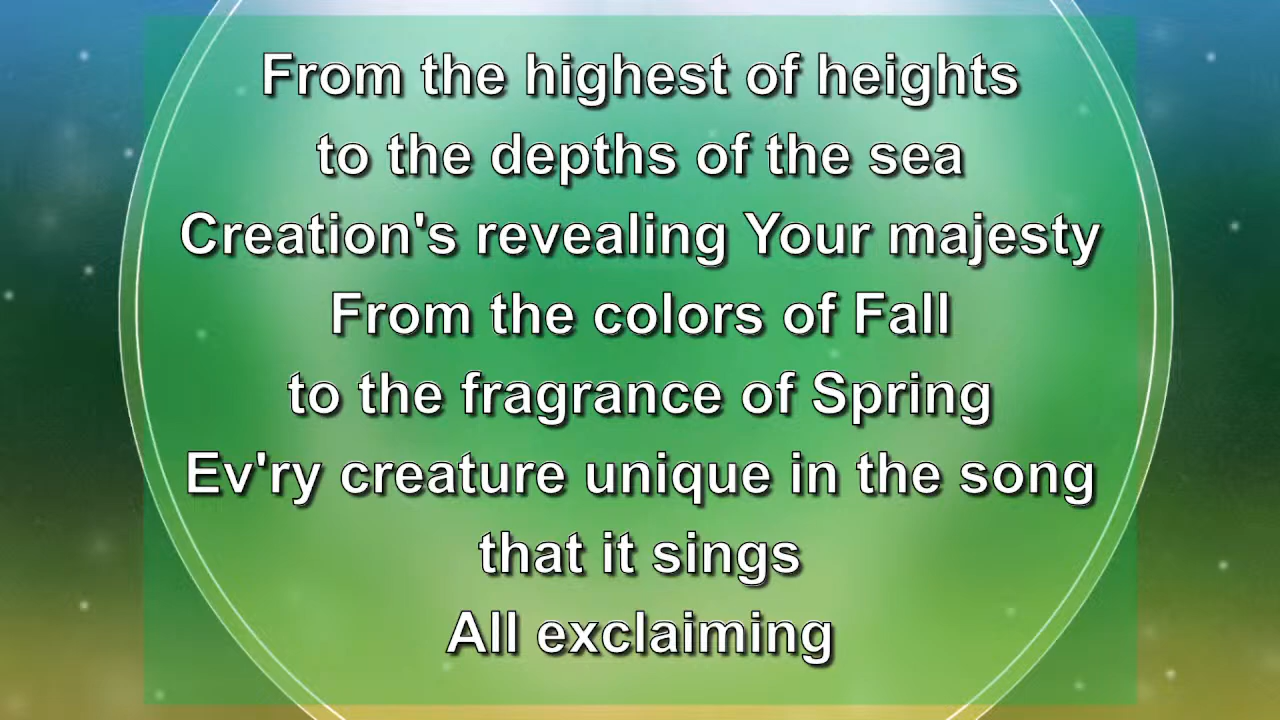 From the highest of heights
to the depths of the sea
Creation's revealing Your majesty
From the colors of Fall
to the fragrance of Spring
Ev'ry creature unique in the song
that it sings
All exclaiming